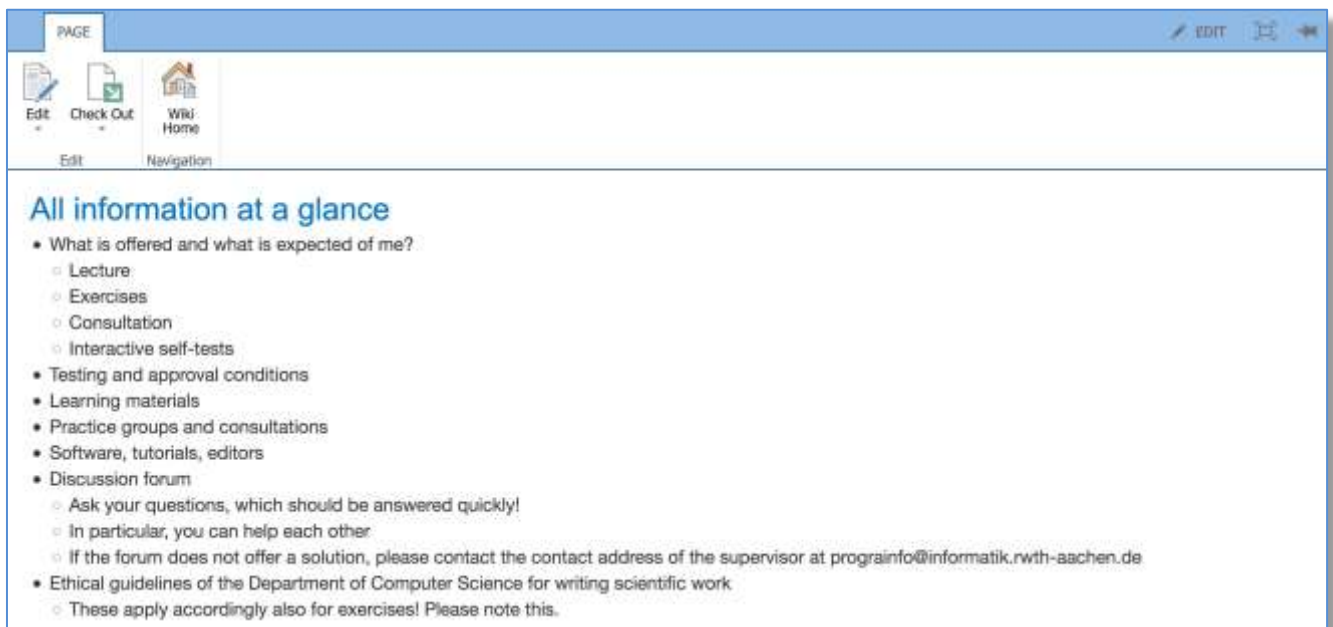 PAGE
EDIT
Edit
Check Out
Wiki
Home
Edit
Navigation
All information at a glance
• What is offered and what is expected of me?
○ Lecture
○ Exercises
○ Consultation
○ Interactive self-tests
• Testing and approval conditions
• Learning materials
• Practice groups and consultations
• Software, tutorials, editors
• Discussion forum
○ Ask your questions, which should be answered quickly!
○ In particular, you can help each other
○ If the forum does not offer a solution, please contact the contact address of the supervisor at prograinfo@informatik.rwth-aachen.de
• Ethical guidelines of the Department of Computer Science for writing scientific work
○ These apply accordingly also for exercises! Please note this.